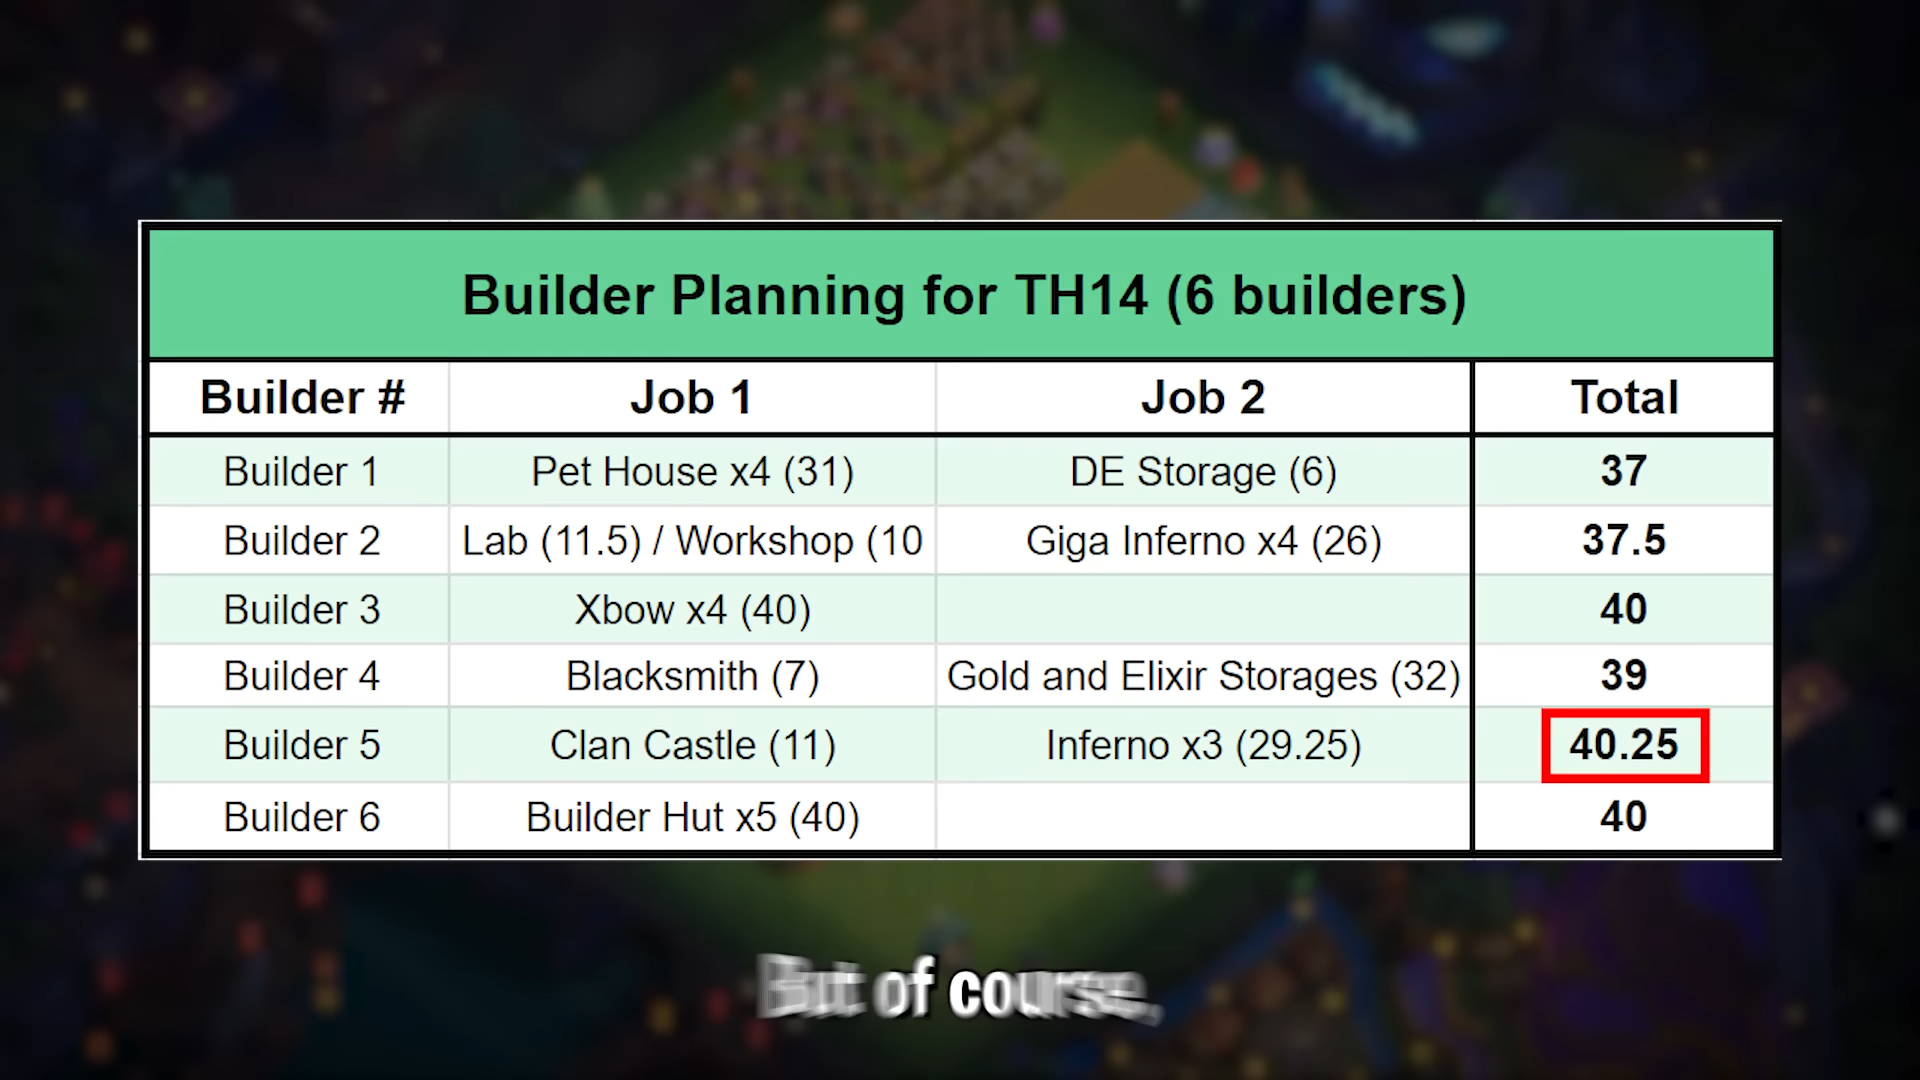 Builder Planning for TH14 (6 builders)
Builder # Job 1 Job 2 Total
Builder 1 Pet House x4 (31) DE Storage (6) 37
Builder 2 Lab (11.5) / Workshop (10 Giga Inferno x4 (26) 37.5
Builder 3 Xbow x4 (40) 40
Builder 4 Blacksmith (7) Gold and Elixir Storages (32) 39
Builder 5 Clan Castle (11) Inferno x3 (29.25) 40.25
Builder 6 Builder Hut x5 (40) 40
But of course,